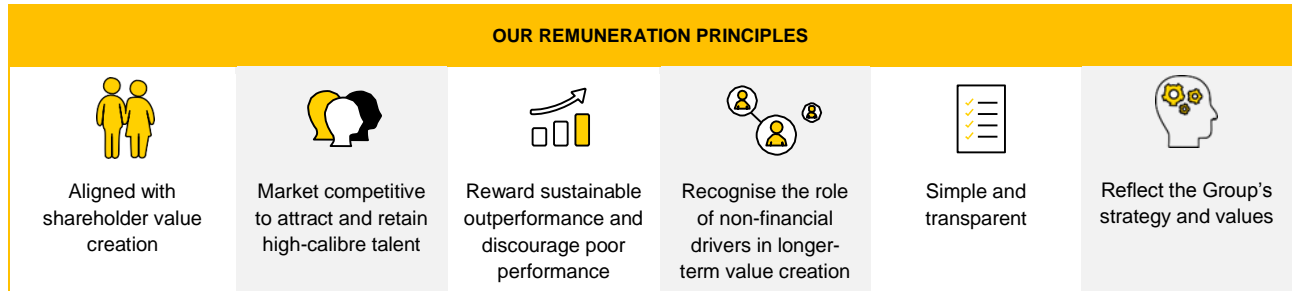 OUR REMUNERATION PRINCIPLES
Aligned with
shareholder value
creation
Market competitive
to attract and retain
high-calibre talent
Reward sustainable
outperformance and
discourage poor
performance
Recognise the role
of non-financial
drivers in longer-
term value creation
Simple and
transparent
Reflect the Group's
strategy and values